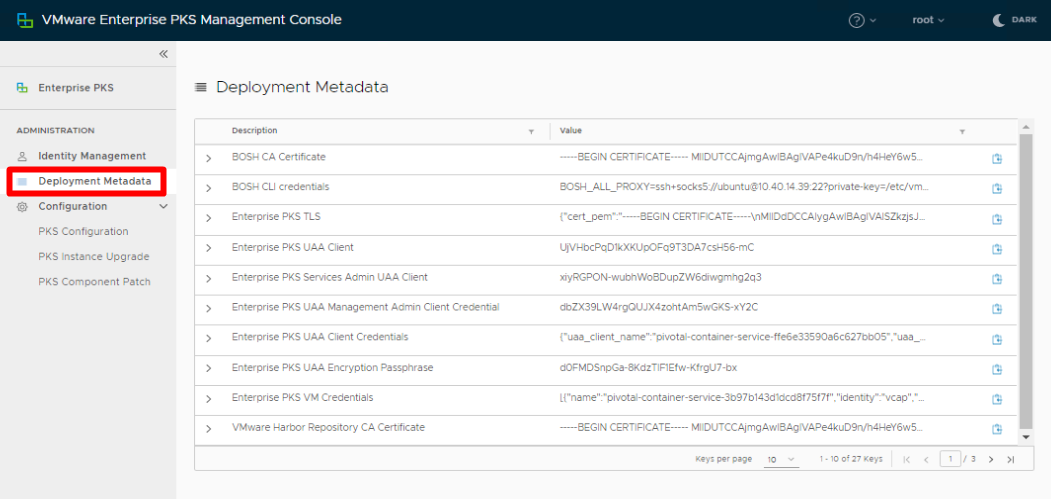 VMware Enterprise PKS Management Console
? root DARK
Enterprise PKS
ADMINISTRATION
Identity Management
Deployment Metadata
Configuration
PKS Configuration
PKS Instance Upgrade
PKS Component Patch
Deployment Metadata
Description Value
BOSH CA Certificate -----BEGIN CERTIFICATE----- MIIDUTCCAjmgAwIBAgIVAPe4kuD9n/h4HeY6w5...
BOSH CLI credentials BOSH_ALL_PROXY=ssh+socks5://ubuntu@10.40.14.39:22?private-key=/etc/vm...
Enterprise PKS TLS {"cert_pem":"-----BEGIN CERTIFICATE-----\nMIIDdDCCAlygAwIBAgIVAISZkzjsJ...
Enterprise PKS UAA Client UjVHbcPqD1kXKUpOFq9T3DA7csH56-mC
Enterprise PKS Services Admin UAA Client xiyRGPON-wubhWoBDupZW6diwgmhg2q3
Enterprise PKS UAA Management Admin Client Credential dbZX39LW4rgQUJX4zohtAm5wGKS-xY2C
Enterprise PKS UAA Client Credentials {"uaa_client_name":"pivotal-container-service-ffe6e33590a6c627bb05","uaa_...
Enterprise PKS UAA Encryption Passphrase d0FMDSnpGa-8KdzTIF1Efw-KfrgU7-bx
Enterprise PKS VM Credentials [{"name":"pivotal-container-service-3b97b143d1dcd8f75f7f","identity":"vcap","...
VMware Harbor Repository CA Certificate -----BEGIN CERTIFICATE----- MIIDUTCCAjmgAwIBAgIVAPe4kuD9n/h4HeY6w5...
Keys per page 10 1 - 10 of 27 Keys 1 / 3